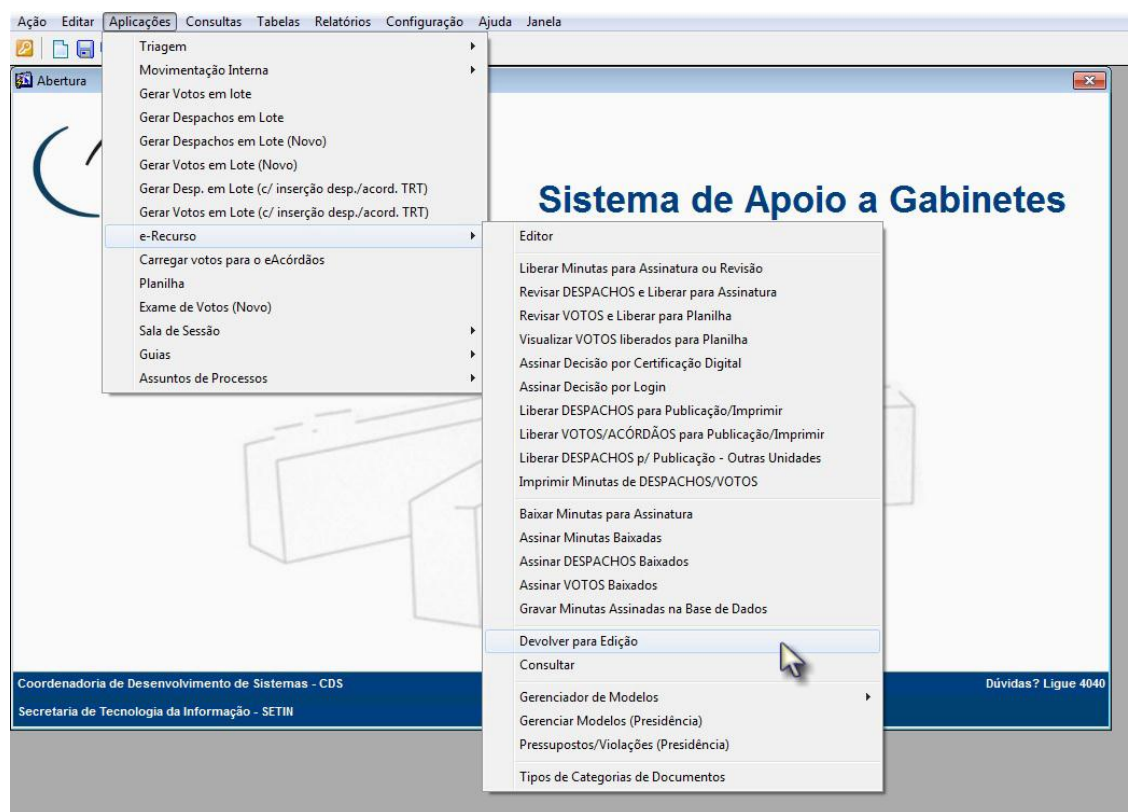 Ação Editar Aplicações Consultas Tabelas Relatórios Configuração Ajuda Janela
Abertura
Triagem
Movimentação Interna
Gerar Votos em lote
Gerar Despachos em Lote
Gerar Despachos em Lote (Novo)
Gerar Votos em Lote (Novo)
Gerar Desp. em Lote (c/ inserção desp./acord. TRT)
Gerar Votos em Lote (c/ inserção desp./acord. TRT)
e-Recurso
Carregar votos para o eAcórdãos
Planilha
Exame de Votos (Novo)
Sala de Sessão
Guias
Assuntos de Processos
Sistema de Apoio a Gabinetes
Editor
Liberar Minutas para Assinatura ou Revisão
Revisar DESPACHOS e Liberar para Assinatura
Revisar VOTOS e Liberar para Planilha
Visualizar VOTOS liberados para Planilha
Assinar Decisão por Certificação Digital
Assinar Decisão por Login
Liberar DESPACHOS para Publicação/Imprimir
Liberar VOTOS/ACÓRDÃOS para Publicação/Imprimir
Liberar DESPACHOS p/ Publicação - Outras Unidades
Imprimir Minutas de DESPACHOS/VOTOS
Baixar Minutas para Assinatura
Assinar Minutas Baixadas
Assinar DESPACHOS Baixados
Assinar VOTOS Baixados
Gravar Minutas Assinadas na Base de Dados
Devolver para Edição
Consultar
Gerenciador de Modelos
Gerenciar Modelos (Presidência)
Pressupostos/Violações (Presidência)
Tipos de Categorias de Documentos
Coordenadoria de Desenvolvimento de Sistemas - CDS
Dúvidas? Ligue 4040
Secretaria de Tecnologia da Informação - SETIN